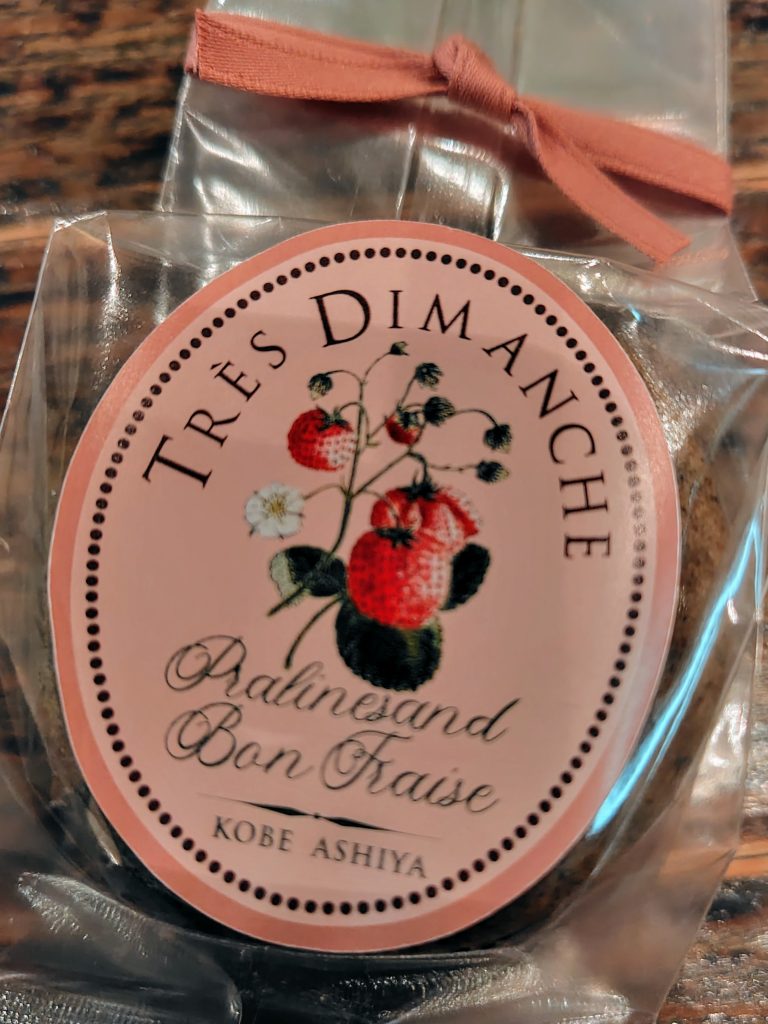 TRÈS DIMANCHE
Pralinesand
Bon Fraise
KOBE ASHIYA